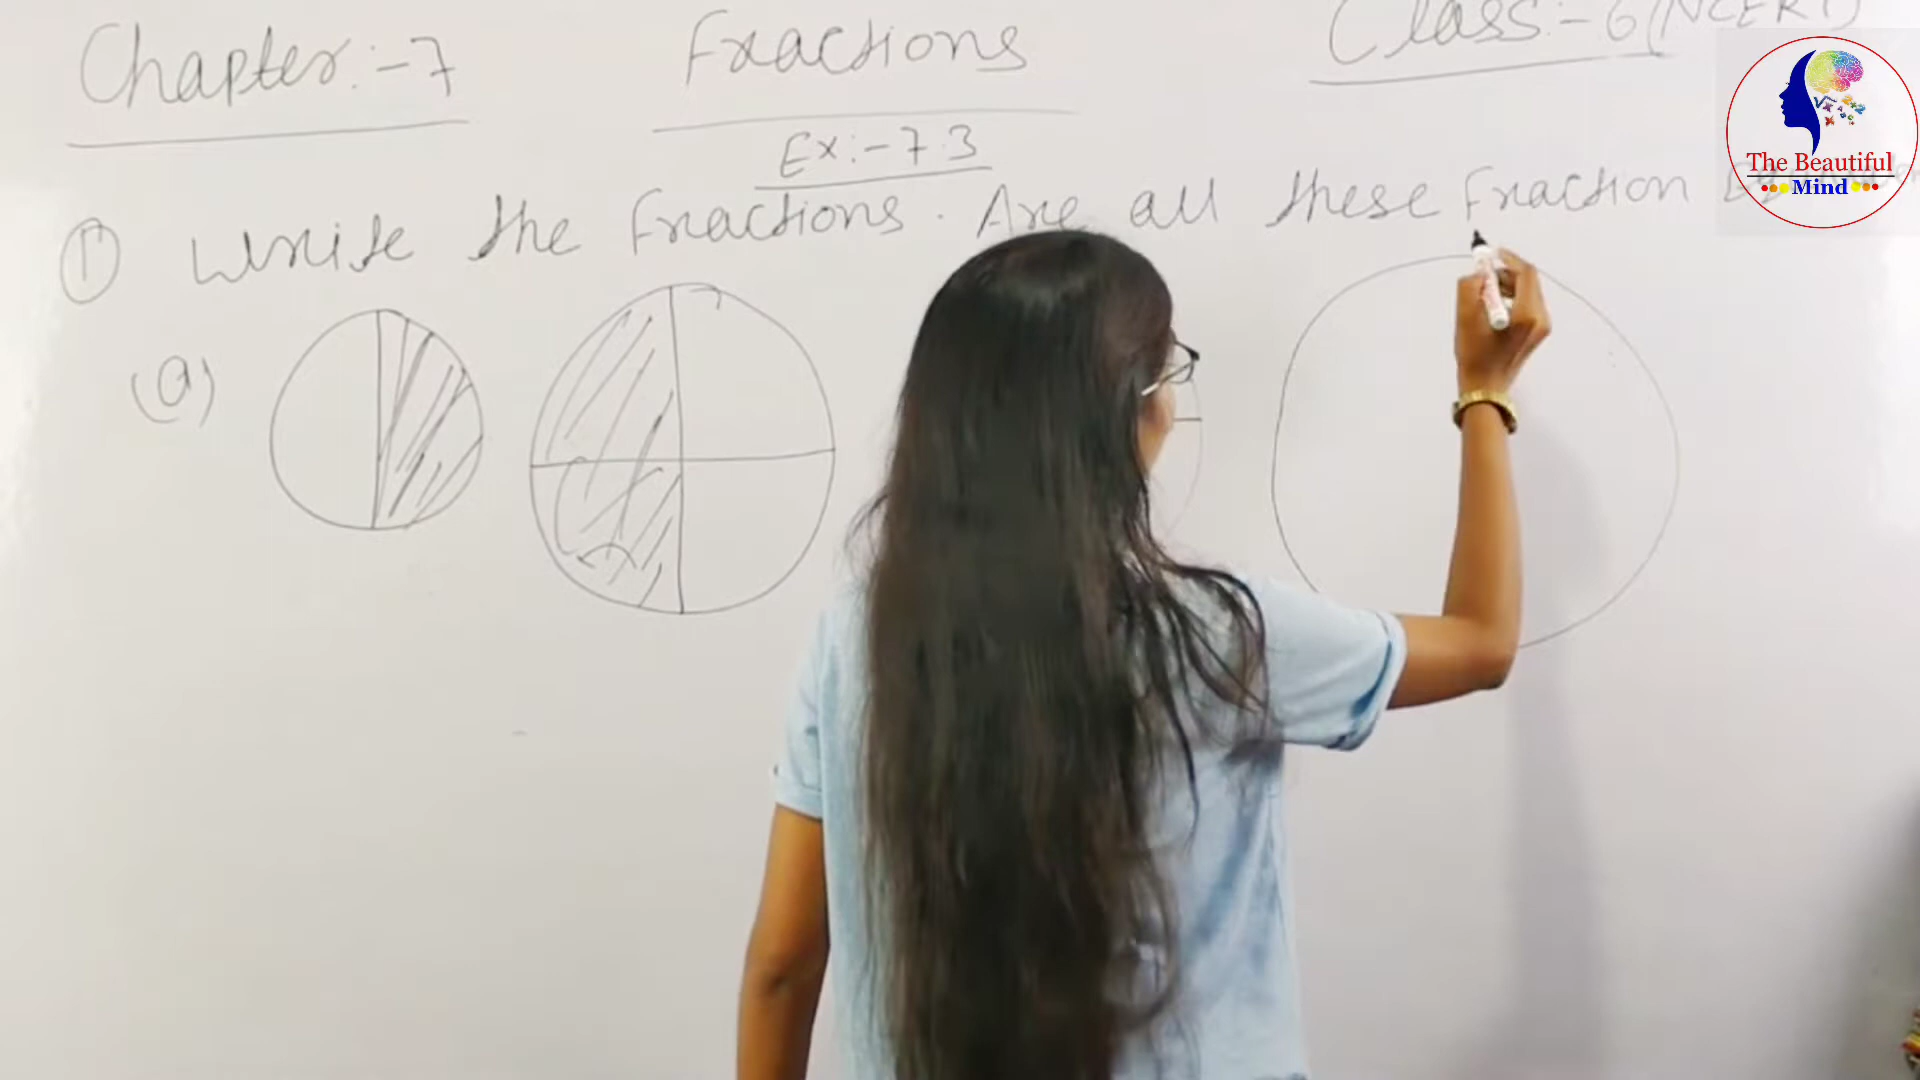 Chapter:-7 Fractions Class:-6 (NCERT)
Ex:-7.3
① Write the fractions. Are all these fraction
(a)
The Beautiful
Mind